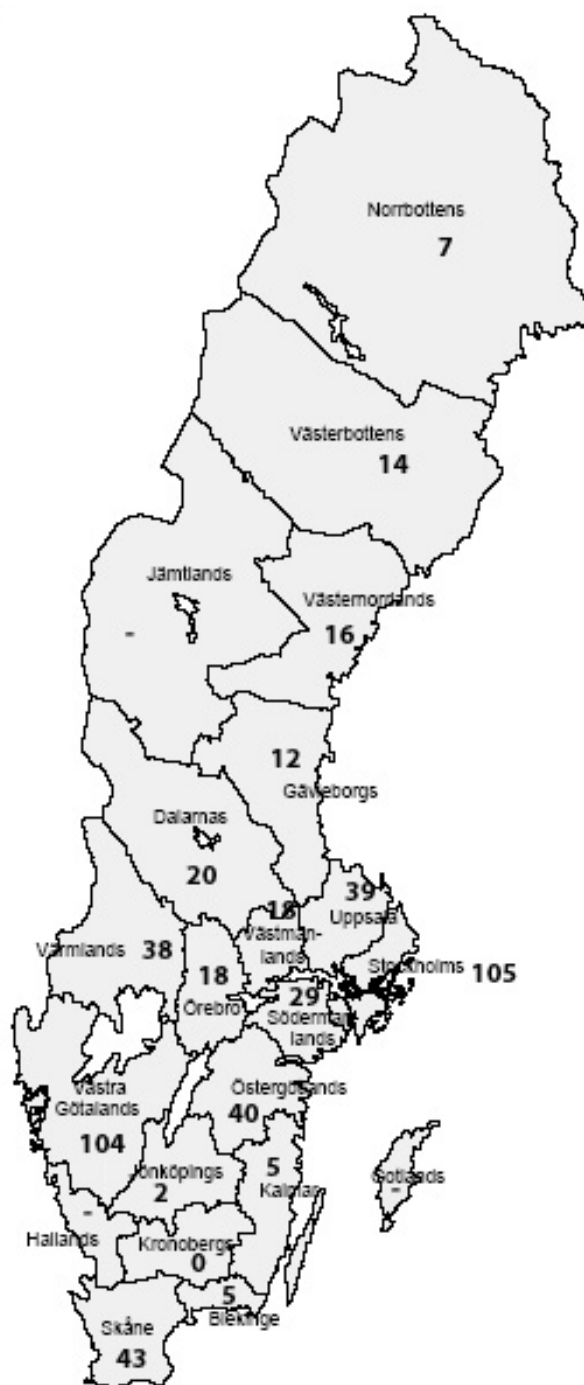 Norrbottens
7
Västerbottens
14
Jämtlands
-
Västernorrlands
16
12
Gävleborgs
Dalarnas
20
39
Uppsala
18
Västman-
lands
Värmlands 38
18
Örebro
Stockholms 105
29
Söderman
lands
Västra
Götalands
104
Östergötlands
40
Jönköpings
2
5
Kalmar
Gotlands
-
-
Hallands
Kronobergs
0
5
Blekinge
Skåne
43